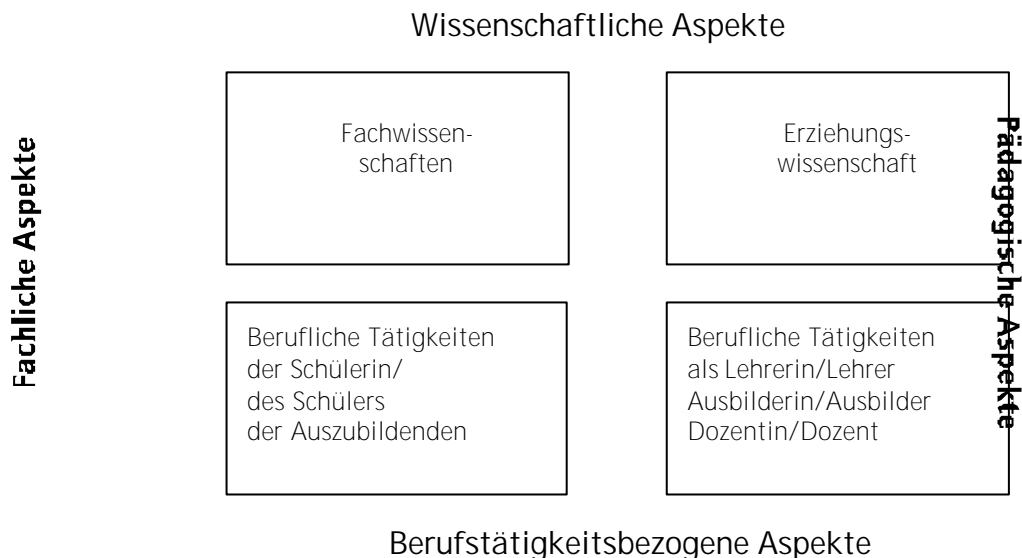 Wissenschaftliche Aspekte
Fachliche Aspekte
Fachwissen-
schaften
Erziehungs-
wissenschaft
Pädagogische Aspekte
Berufliche Tätigkeiten
der Schülerin/
des Schülers
der Auszubildenden
Berufliche Tätigkeiten
als Lehrerin/Lehrer
Ausbilderin/Ausbilder
Dozentin/Dozent
Berufstätigkeitsbezogene Aspekte